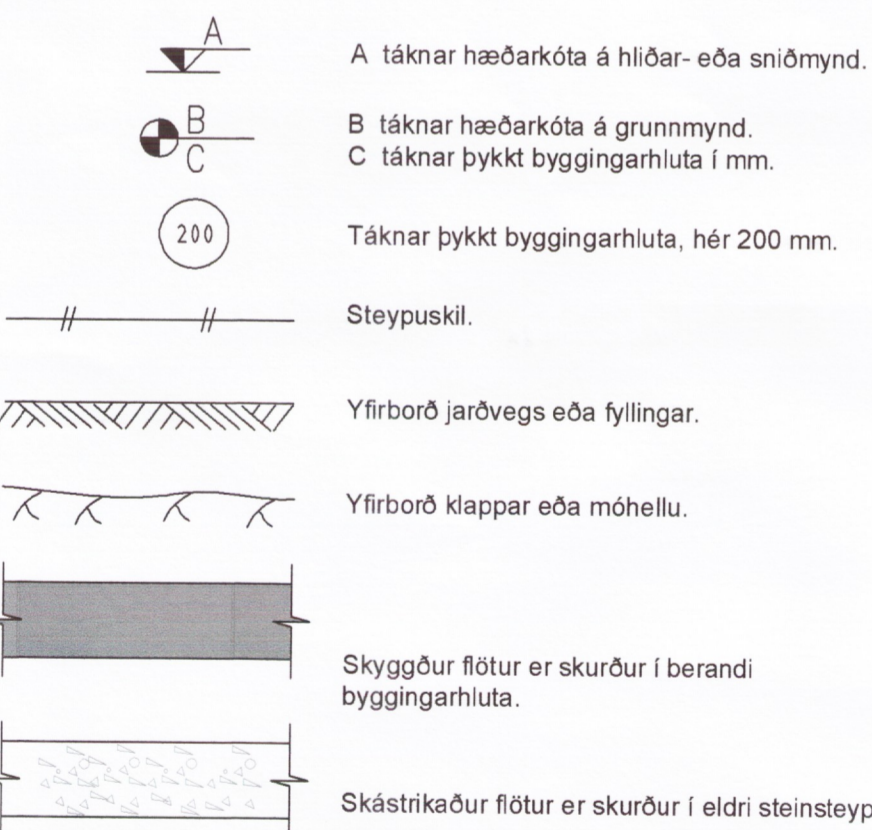 A
A táknar hæðarkóta á hliðar- eða sniðmynd.
B
B táknar hæðarkóta á grunnmynd.
C
C táknar þykkt byggingarhluta í mm.
200
Táknar þykkt byggingarhluta, hér 200 mm.
Steypuskil.
Yfirborð jarðvegs eða fyllingar.
Yfirborð klappar eða móhellu.
Skyggður flötur er skurður í berandi
byggingarhluta.
Skástrikaður flötur er skurður í eldri steinsteyp